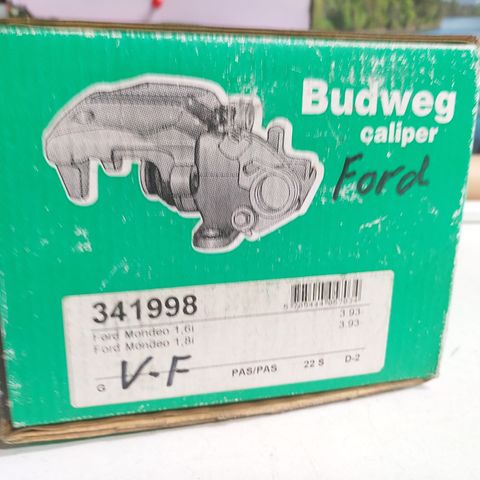 Budweg
caliper
Ford
341998
Ford Mondeo 1,6i 3.93-
Ford Mondeo 1,8i 3.93-
G V-F PAS/PAS 22 S D-2